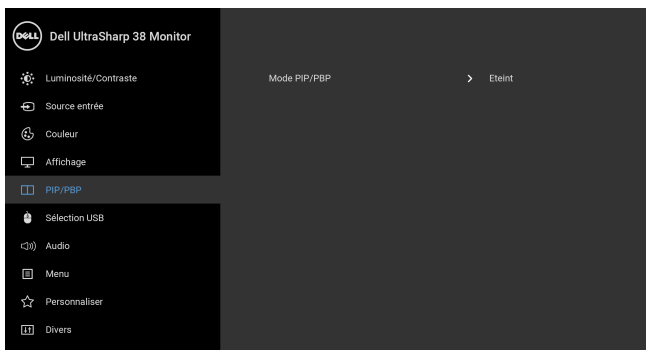 DELL Dell UltraSharp 38 Monitor
Luminosité/Contraste
Mode PIP/PBP > Eteint
Source entrée
Couleur
Affichage
PIP/PBP
Sélection USB
Audio
Menu
Personnaliser
Divers